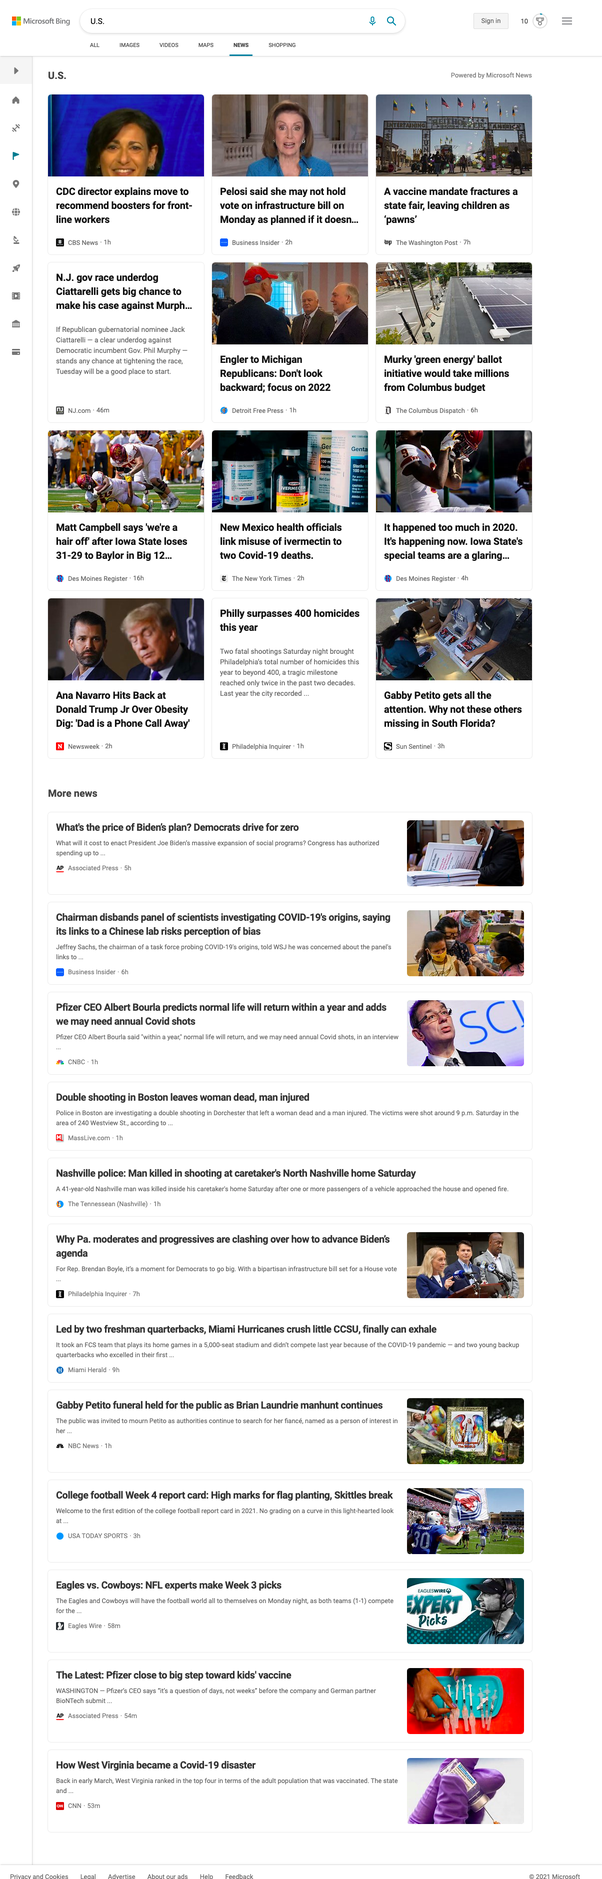 Microsoft Bing
U.S.
Sign in
10
ALL
IMAGES
VIDEOS
MAPS
NEWS
SHOPPING
U.S.
Powered by Microsoft News
CDC director explains move to
recommend boosters for front-
line workers
CBS News · 1h
Pelosi said she may not hold
vote on infrastructure bill on
Monday as planned if it doesn...
Business Insider · 2h
A vaccine mandate fractures a
state fair, leaving children as
'pawns'
The Washington Post · 7h
N.J. gov race underdog
Ciattarelli gets big chance to
make his case against Murph...
If Republican gubernatorial nominee Jack
Ciattarelli — a clear underdog against
Democratic incumbent Gov. Phil Murphy —
stands any chance at tightening the race,
Tuesday will be a good place to start.
NJ.com · 46m
Engler to Michigan
Republicans: Don't look
backward; focus on 2022
Detroit Free Press · 1h
Murky 'green energy' ballot
initiative would take millions
from Columbus budget
The Columbus Dispatch · 6h
Matt Campbell says 'we're a
hair off' after Iowa State loses
31-29 to Baylor in Big 12...
Des Moines Register · 16h
New Mexico health officials
link misuse of ivermectin to
two Covid-19 deaths.
The New York Times · 2h
It happened too much in 2020.
It's happening now. Iowa State's
special teams are a glaring...
Des Moines Register · 4h
Ana Navarro Hits Back at
Donald Trump Jr Over Obesity
Dig: 'Dad is a Phone Call Away'
Newsweek · 2h
Philly surpasses 400 homicides
this year
Two fatal shootings Saturday night brought
Philadelphia's total number of homicides this
year to beyond 400, a tragic milestone
reached only twice in the past two decades.
Last year the city recorded ...
Philadelphia Inquirer · 1h
Gabby Petito gets all the
attention. Why not these others
missing in South Florida?
Sun Sentinel · 3h
More news
What's the price of Biden's plan? Democrats drive for zero
What will it cost to enact President Joe Biden's massive expansion of social programs? Congress has authorized
spending up to ...
AP Associated Press · 5h
Chairman disbands panel of scientists investigating COVID-19's origins, saying
its links to a Chinese lab risks perception of bias
Jeffrey Sachs, the chairman of a task force probing COVID-19's origins, told WSJ he was concerned about the panel's
links to ...
Business Insider · 6h
Pfizer CEO Albert Bourla predicts normal life will return within a year and adds
we may need annual Covid shots
Pfizer CEO Albert Bourla said "within a year," normal life will return, and we may need annual Covid shots, in an interview
...
CNBC · 1h
Double shooting in Boston leaves woman dead, man injured
Police in Boston are investigating a double shooting in Dorchester that left a woman dead and a man injured. The victims were shot around 9 p.m. Saturday in the
area of 240 Westview St., according to ...
MassLive.com · 1h
Nashville police: Man killed in shooting at caretaker's North Nashville home Saturday
A 41-year-old Nashville man was killed inside his caretaker's home Saturday after one or more passengers of a vehicle approached the house and opened fire.
The Tennessean (Nashville) · 1h
Why Pa. moderates and progressives are clashing over how to advance Biden's
agenda
For Rep. Brendan Boyle, it's a moment for Democrats to go big. With a bipartisan infrastructure bill set for a House vote
...
Philadelphia Inquirer · 7h
Led by two freshman quarterbacks, Miami Hurricanes crush little CCSU, finally can exhale
It took an FCS team that plays its home games in a 5,000-seat stadium and didn't compete last year because of the COVID-19 pandemic — and two young backup
quarterbacks who excelled in their first ...
Miami Herald · 9h
Gabby Petito funeral held for the public as Brian Laundrie manhunt continues
The public was invited to mourn Petito as authorities continue to search for her fiancé, named as a person of interest in
her ...
NBC News · 1h
College football Week 4 report card: High marks for flag planting, Skittles break
Welcome to the first edition of the college football report card in 2021. No grading on a curve in this light-hearted look
at ...
USA TODAY SPORTS · 3h
Eagles vs. Cowboys: NFL experts make Week 3 picks
The Eagles and Cowboys will have the football world all to themselves on Monday night, as both teams (1-1) compete
for the ...
Eagles Wire · 58m
EAGLESWIRE
EXPERT
Picks
The Latest: Pfizer close to big step toward kids' vaccine
WASHINGTON — Pfizer's CEO says "it's a question of days, not weeks" before the company and German partner
BioNTech submit ...
AP Associated Press · 54m
How West Virginia became a Covid-19 disaster
Back in early March, West Virginia ranked in the top four in terms of the adult population that was vaccinated. The state
and ...
CNN · 53m
Privacy and Cookies
Legal
Advertise
About our ads
Help
Feedback
© 2021 Microsoft